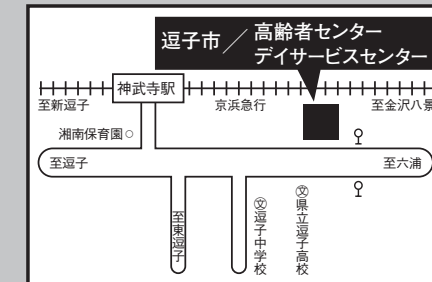 逗子市／高齢者センター
デイサービスセンター
神武寺駅
至新逗子
京浜急行
至金沢八景
湘南保育園○
至逗子
至六浦
至東逗子
㊛逗子中学校
㊛県立逗子高校